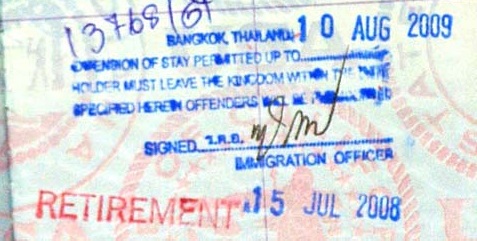 BANGKOK, THAILAND 10 AUG 2009
EXTENSION OF STAY PERMITTED UP TO
HOLDER MUST LEAVE THE KINGDOM WITHIN THE TIME
SPECIFIED HEREIN OFFENDERS WILL BE
SIGNED
IMMIGRATION OFFICER
RETIREMENT 15 JUL 2008